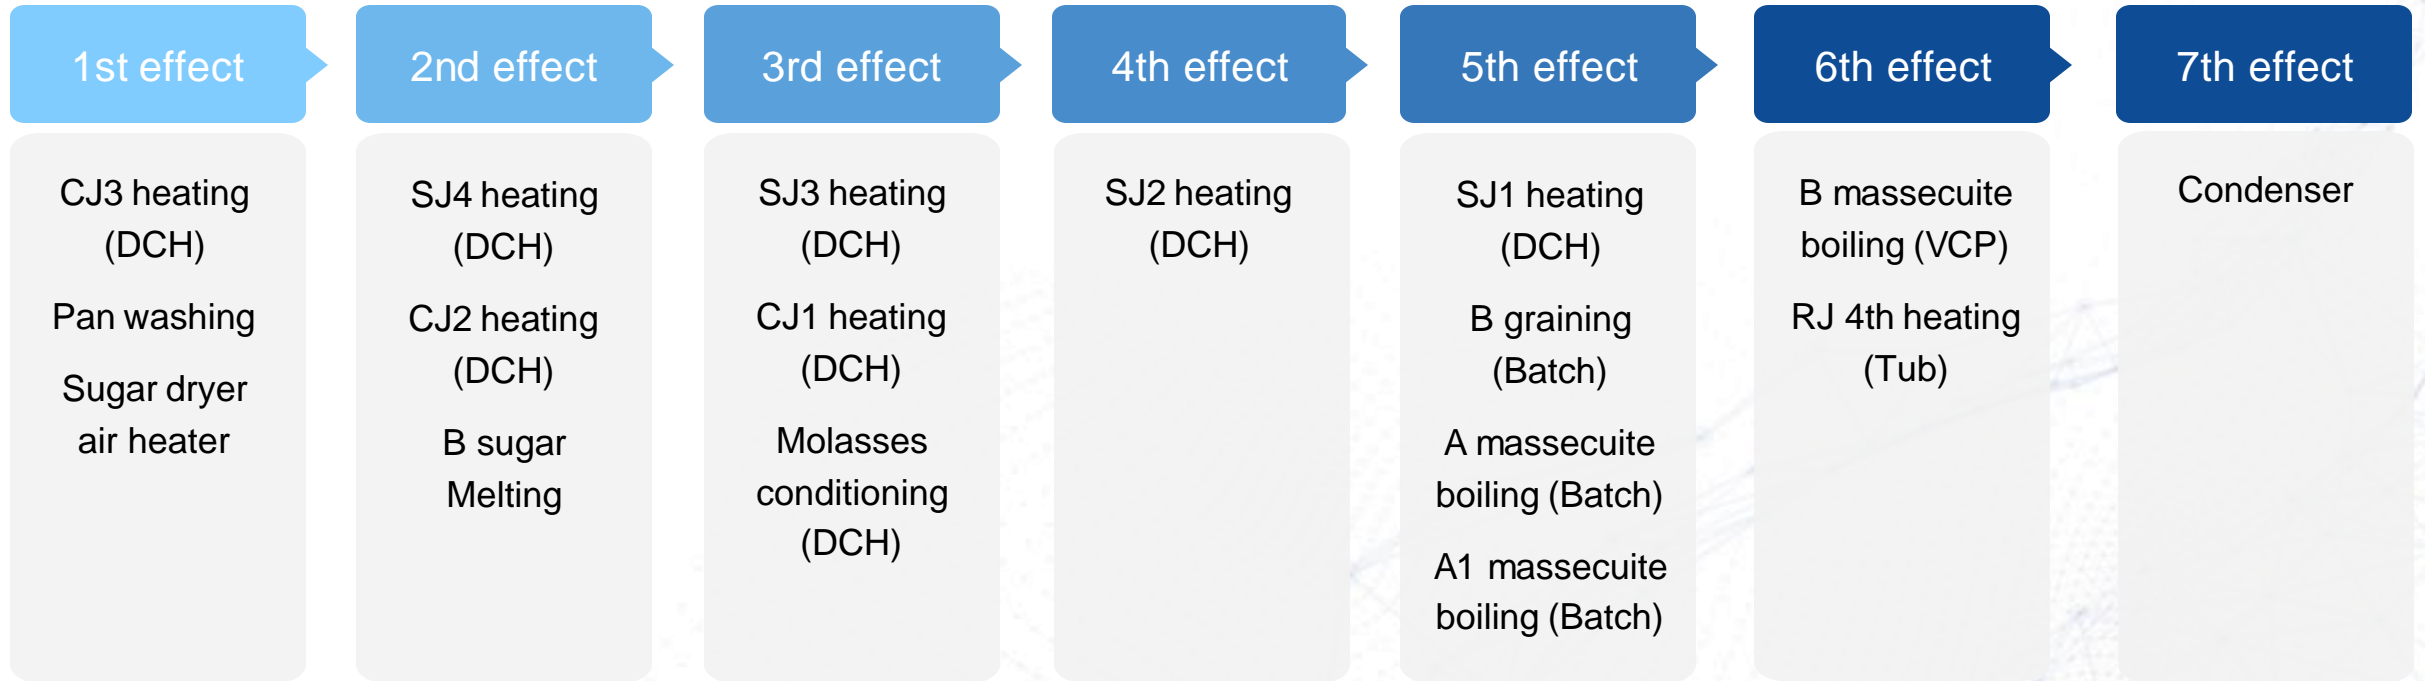 1st effect
2nd effect
3rd effect
4th effect
5th effect
6th effect
7th effect
CJ3 heating
(DCH)
Pan washing
Sugar dryer
air heater
SJ4 heating
(DCH)
CJ2 heating
(DCH)
B sugar
Melting
SJ3 heating
(DCH)
CJ1 heating
(DCH)
Molasses
conditioning
(DCH)
SJ2 heating
(DCH)
SJ1 heating
(DCH)
B graining
(Batch)
A massecuite
boiling (Batch)
A1 massecuite
boiling (Batch)
B massecuite
boiling (VCP)
RJ 4th heating
(Tub)
Condenser